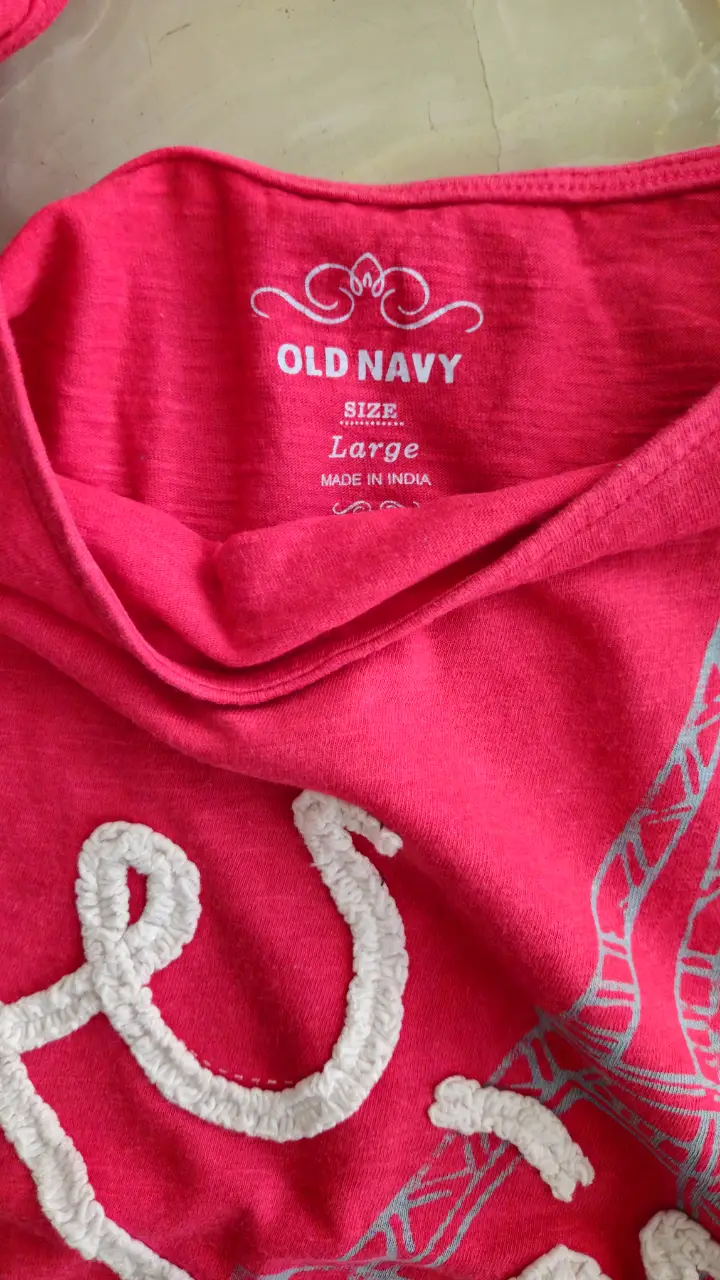 OLD NAVY
SIZE
Large
MADE IN INDIA